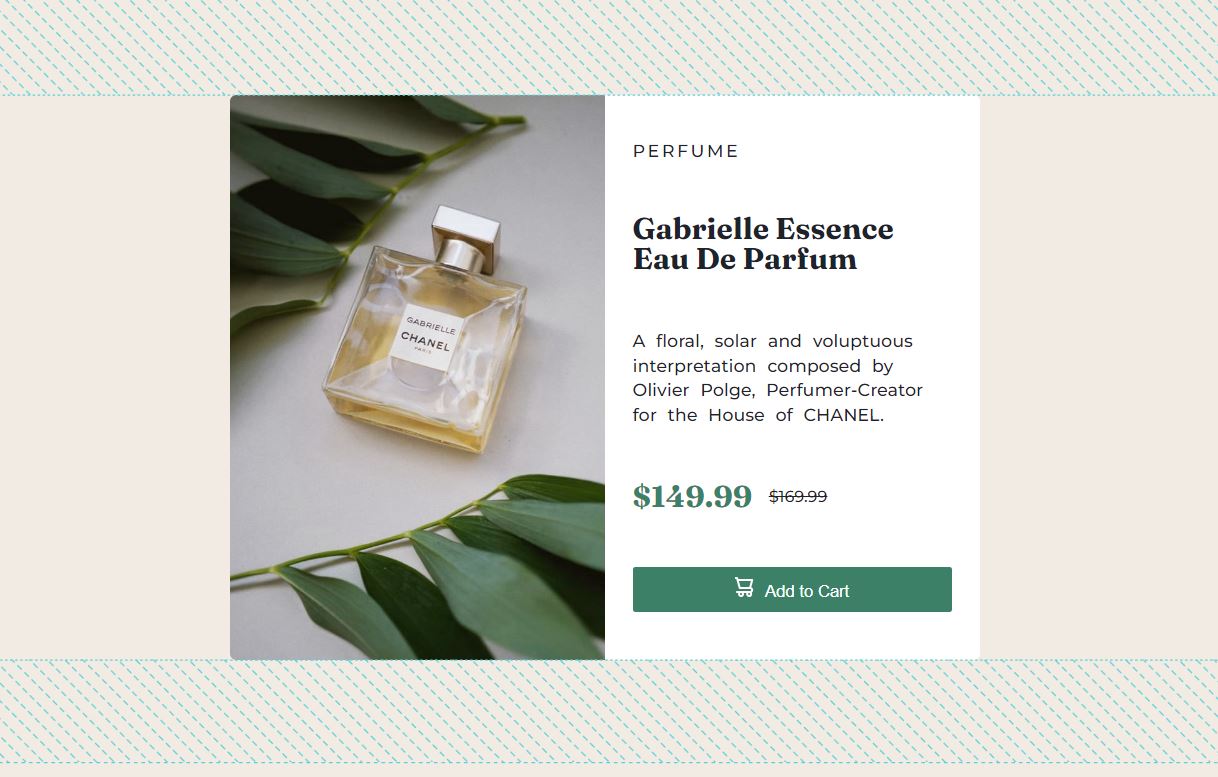 PERFUME
Gabrielle Essence
Eau De Parfum
A floral, solar and voluptuous
interpretation composed by
Olivier Polge, Perfumer-Creator
for the House of CHANEL.
$149.99 $169.99
Add to Cart
GABRIELLE
CHANEL
PARIS